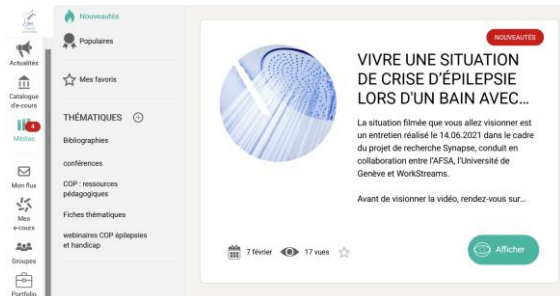 Nouveautés
Populaires
Mes favoris
THÉMATIQUES
Bibliographies
conférences
COP : ressources
pédagogiques
Fiches thématiques
webinaires COP épilepsies
et handicap
Actualités
Catalogue
d'e-cours
4
Médias
Mon flux
Mes
e-cours
Groupes
Portfolio
NOUVEAUTÉS
VIVRE UNE SITUATION
DE CRISE D'ÉPILEPSIE
LORS D'UN BAIN AVEC...
La situation filmée que vous allez visionner est
un entretien réalisé le 14.06.2021 dans le cadre
du projet de recherche Synapse, conduit en
collaboration entre l'AFSA, l'Université de
Genève et WorkStreams.
Avant de visionner la vidéo, rendez-vous sur...
7 février
17 vues
Afficher